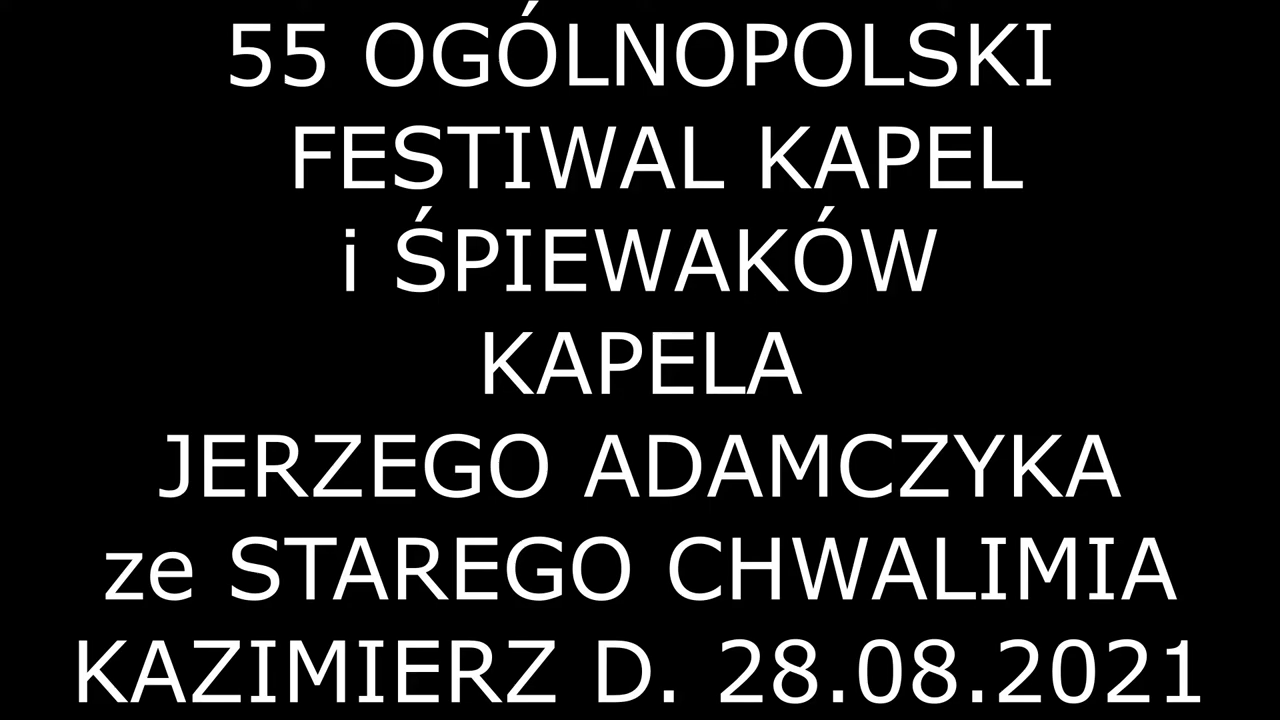 55 OGÓLNOPOLSKI
FESTIWAL KAPEL
i ŚPIEWAKÓW
KAPELA
JERZEGO ADAMCZYKA
ze STAREGO CHWALIMIA
KAZIMIERZ D. 28.08.2021